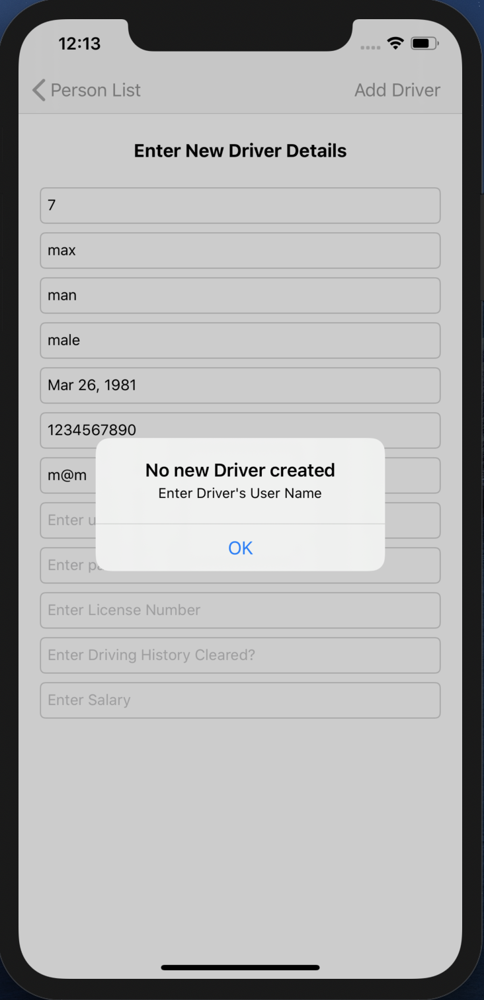 12:13
Person List
Add Driver
Enter New Driver Details
7
max
man
male
Mar 26, 1981
1234567890
m@m
No new Driver created
Enter Driver's User Name
OK
Enter
Enter
Enter License Number
Enter Driving History Cleared?
Enter Salary